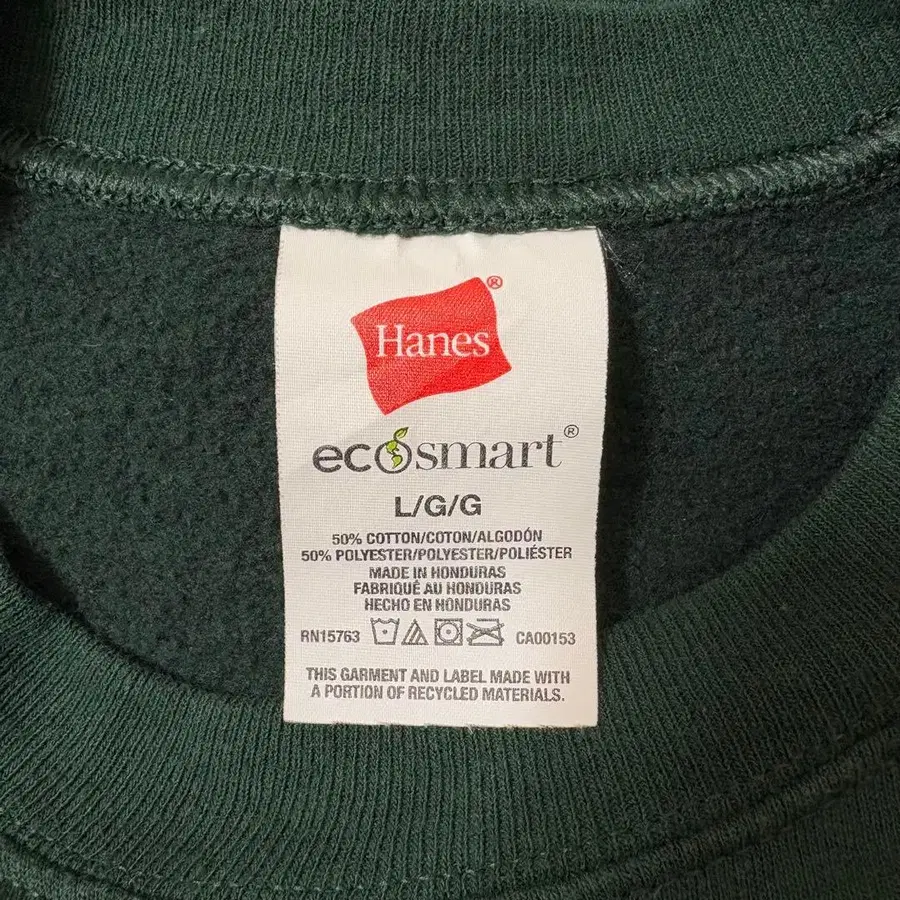 Hanes®
ecosmart®
L/G/G
50% COTTON/COTON/ALGODÓN
50% POLYESTER/POLYESTER/POLIÉSTER
MADE IN HONDURAS
FABRIQUÉ AU HONDURAS
HECHO EN HONDURAS
RN15763 CA00153
THIS GARMENT AND LABEL MADE WITH
A PORTION OF RECYCLED MATERIALS.